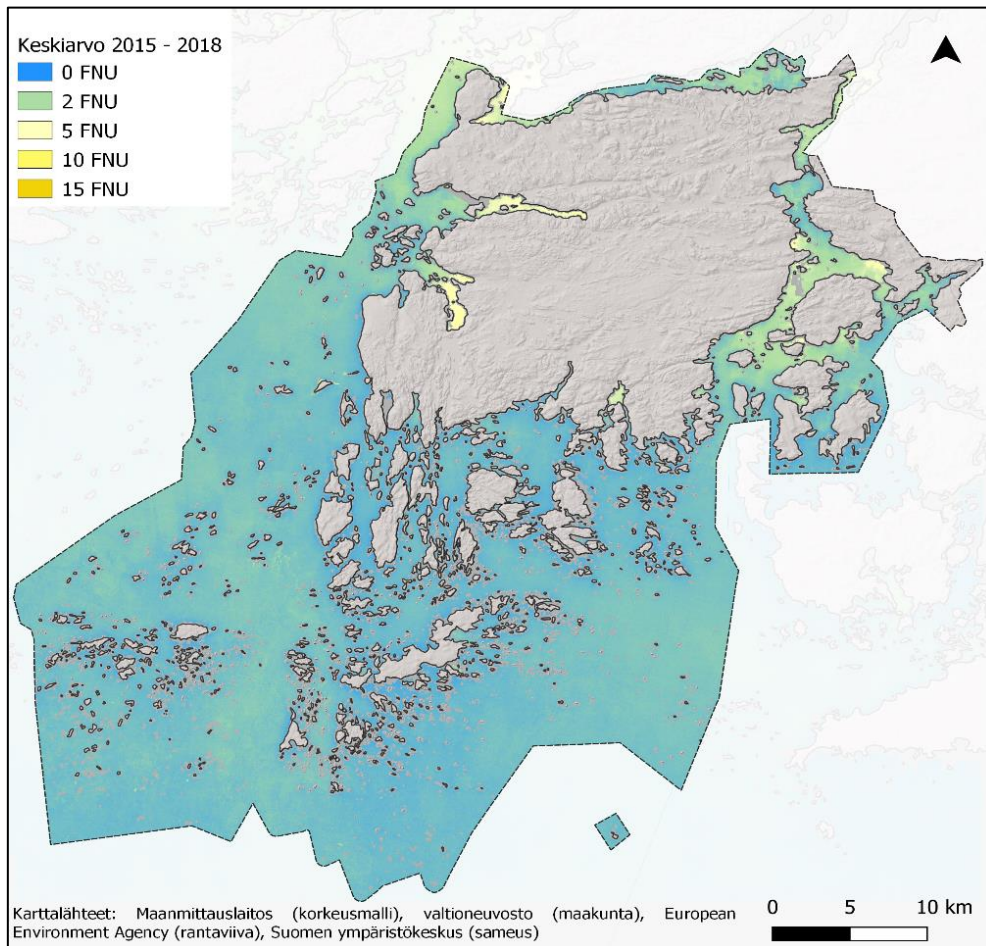 Keskiarvo 2015 - 2018
0 FNU
2 FNU
5 FNU
10 FNU
15 FNU
Karttalähteet: Maanmittauslaitos (korkeusmalli), valtioneuvosto (maakunta), European
Environment Agency (rantaviiva), Suomen ympäristökeskus (sameus)
0 5 10 km